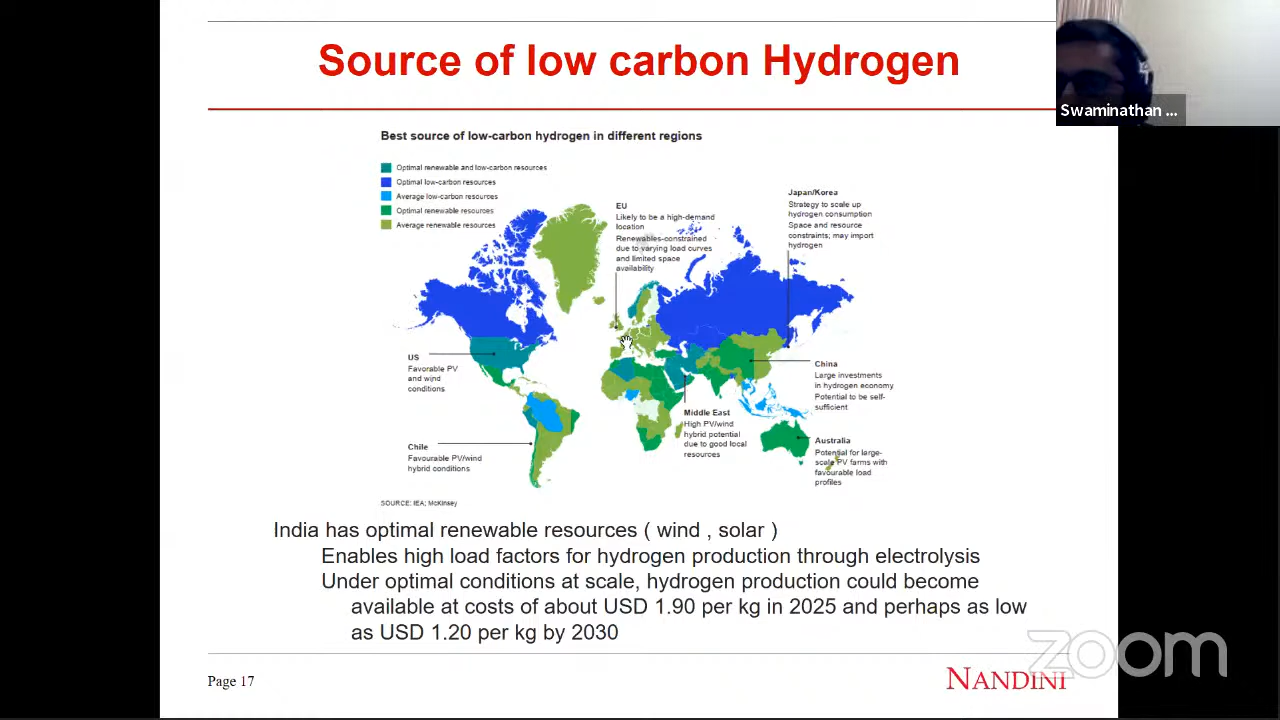 Source of low carbon Hydrogen
Swaminathan ...
Best source of low-carbon hydrogen in different regions
Optimal renewable and low-carbon resources
Optimal low-carbon resources
Average low-carbon resources
Optimal renewable resources
Average renewable resources
EU
Likely to be a high-demand
location
Renewables-constrained
due to varying load curves
and limited space
availability
Japan/Korea
Strategy to scale up
hydrogen consumption
Space and resource
constraints; may import
hydrogen
US
Favorable PV
and wind
conditions
China
Large investments
in hydrogen economy
Potential to be self-
sufficient
Middle East
High PV/wind
hybrid potential
due to good local
resources
Chile
Favourable PV/wind
hybrid conditions
Australia
Potential for large-
scale PV farms with
favourable load
profiles
SOURCE: IEA; McKinsey
India has optimal renewable resources ( wind , solar )
Enables high load factors for hydrogen production through electrolysis
Under optimal conditions at scale, hydrogen production could become
available at costs of about USD 1.90 per kg in 2025 and perhaps as low
as USD 1.20 per kg by 2030
zoom
Page 17
NANDINI